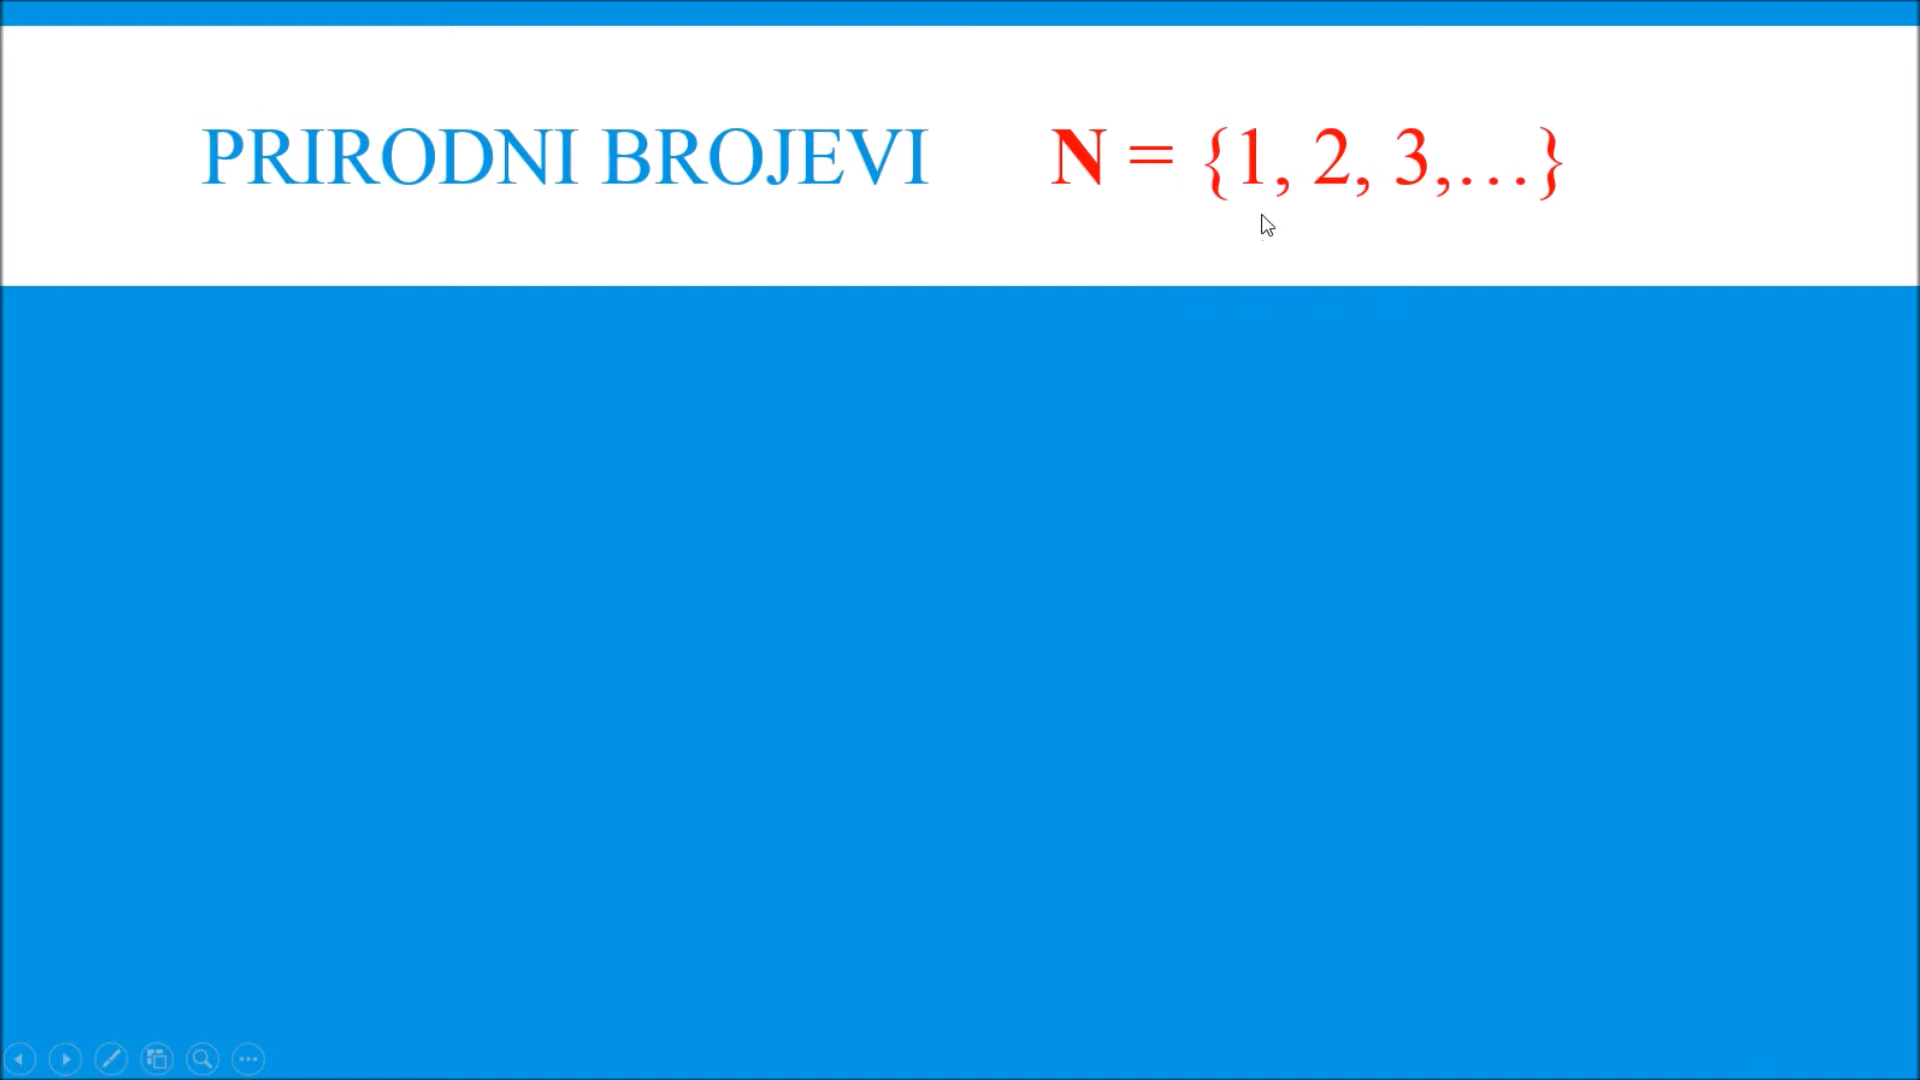 PRIRODNI BROJEVI N = {1, 2, 3,…}